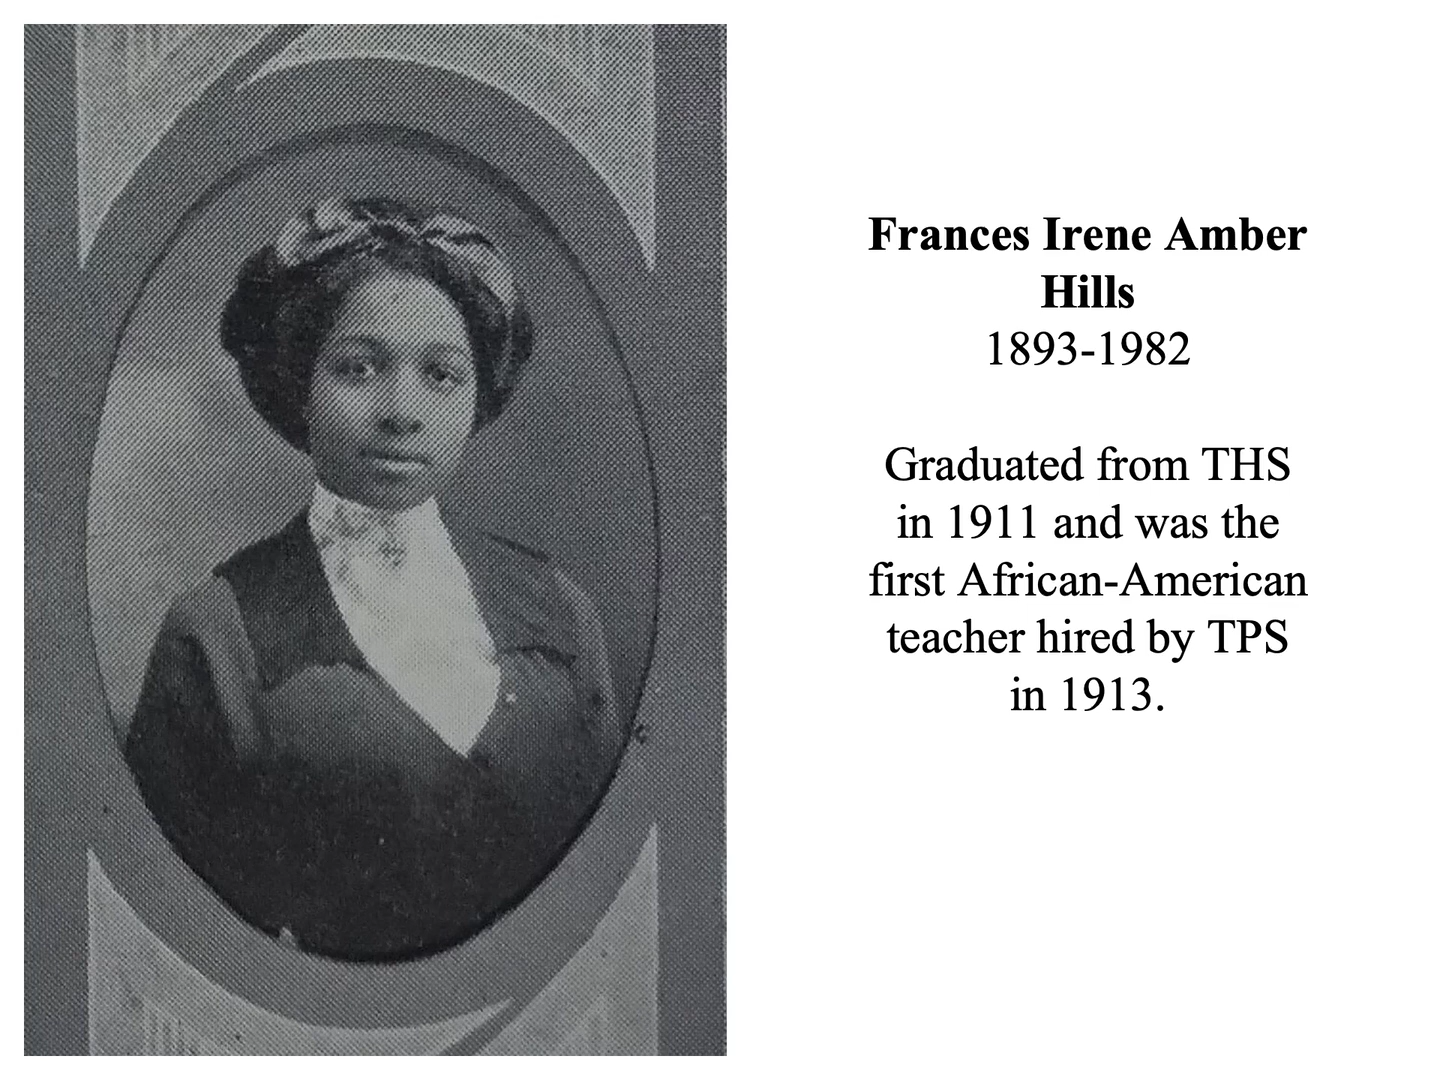 Frances Irene Amber
Hills
1893-1982
Graduated from THS
in 1911 and was the
first African-American
teacher hired by TPS
in 1913.